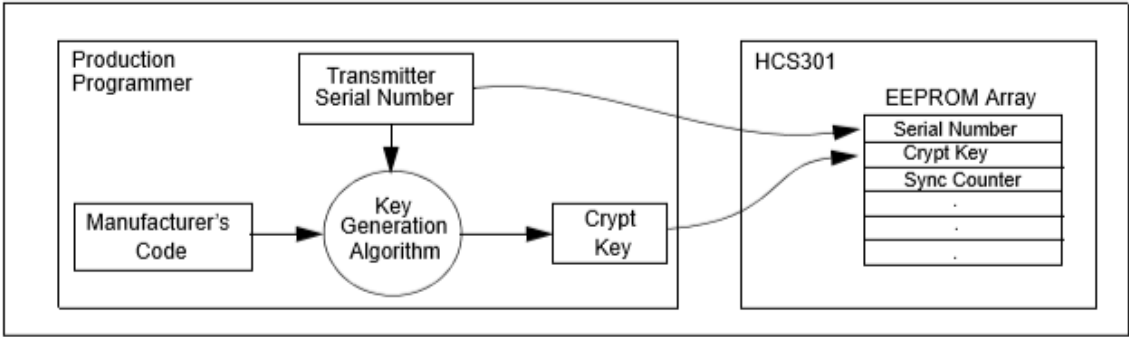 Production
Programmer
Transmitter
Serial Number
Manufacturer's
Code
Key
Generation
Algorithm
Crypt
Key
HCS301
EEPROM Array
Serial Number
Crypt Key
Sync Counter
.
.
.